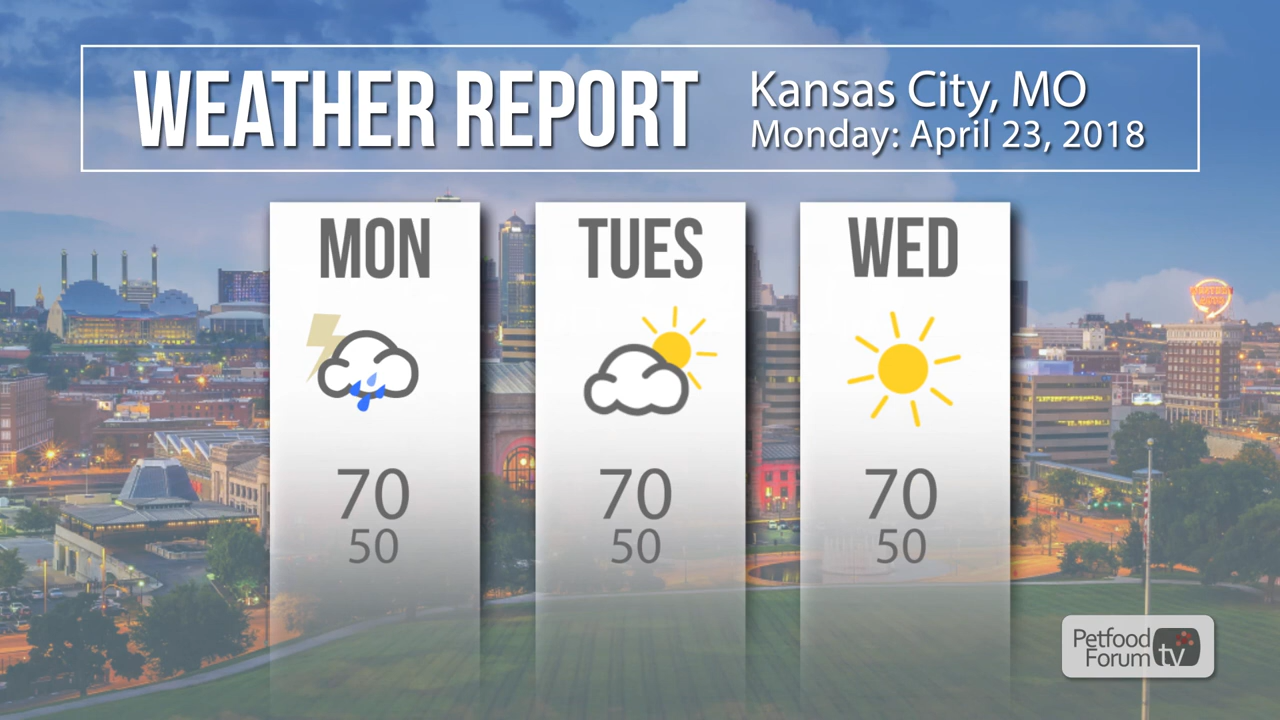 WEATHER REPORT
Kansas City, MO
Monday: April 23, 2018
MON
TUES
WED
70
50
70
50
70
50
Petfood
Forum tv